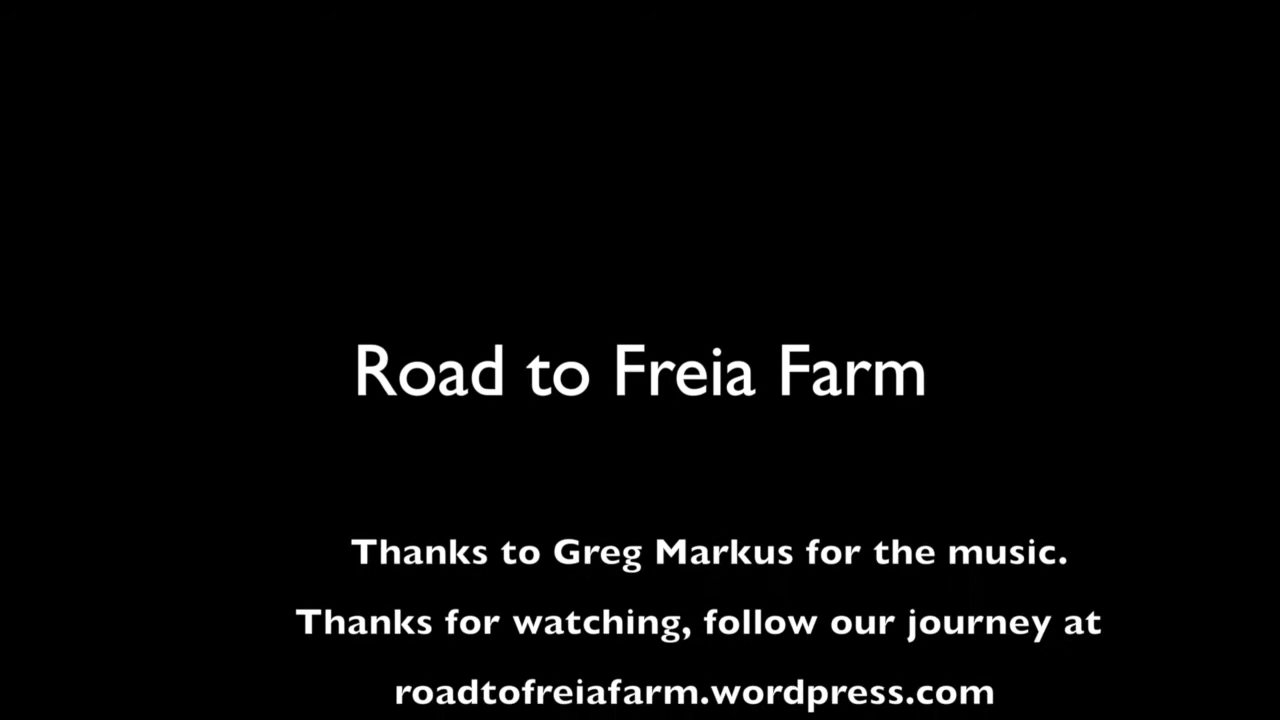 Road to Freia Farm
Thanks to Greg Markus for the music.
Thanks for watching, follow our journey at
roadtofreiafarm.wordpress.com